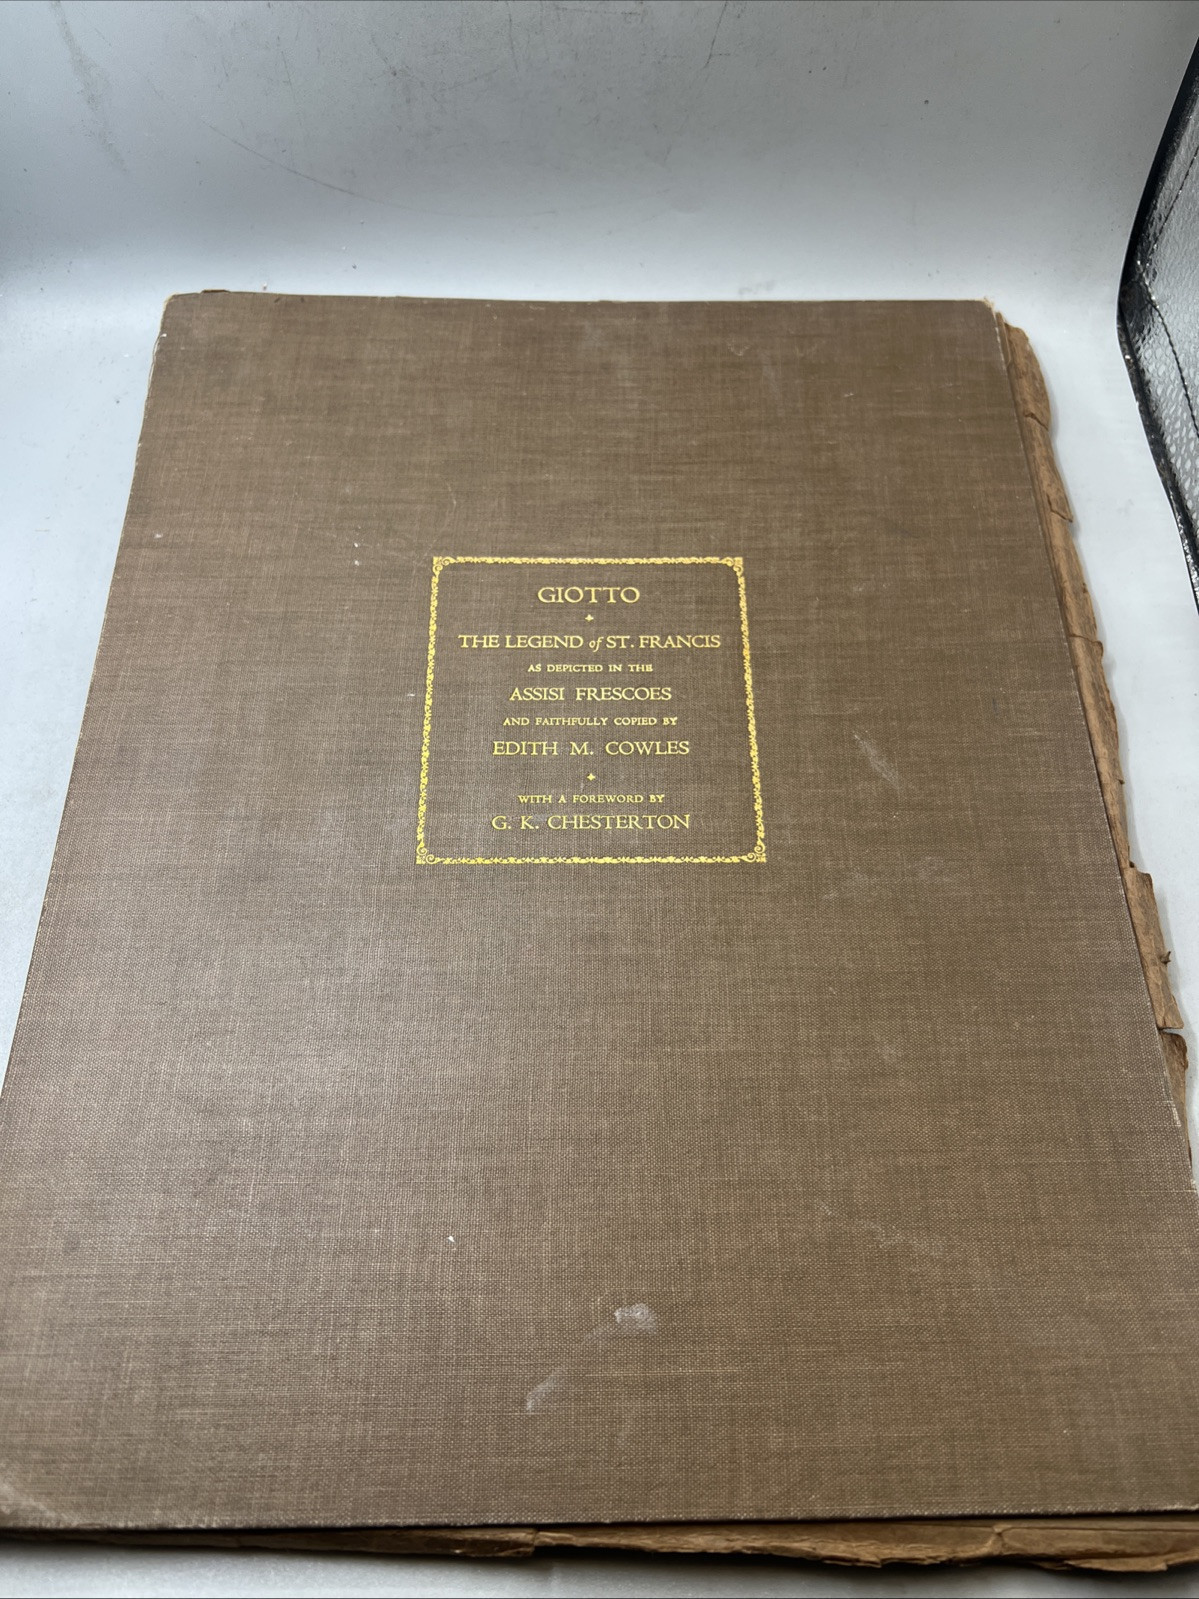 GIOTTO
THE LEGEND of ST. FRANCIS
AS DEPICTED IN THE
ASSISI FRESCOES
AND FAITHFULLY COPIED BY
EDITH M. COWLES
WITH A FOREWORD BY
G. K. CHESTERTON